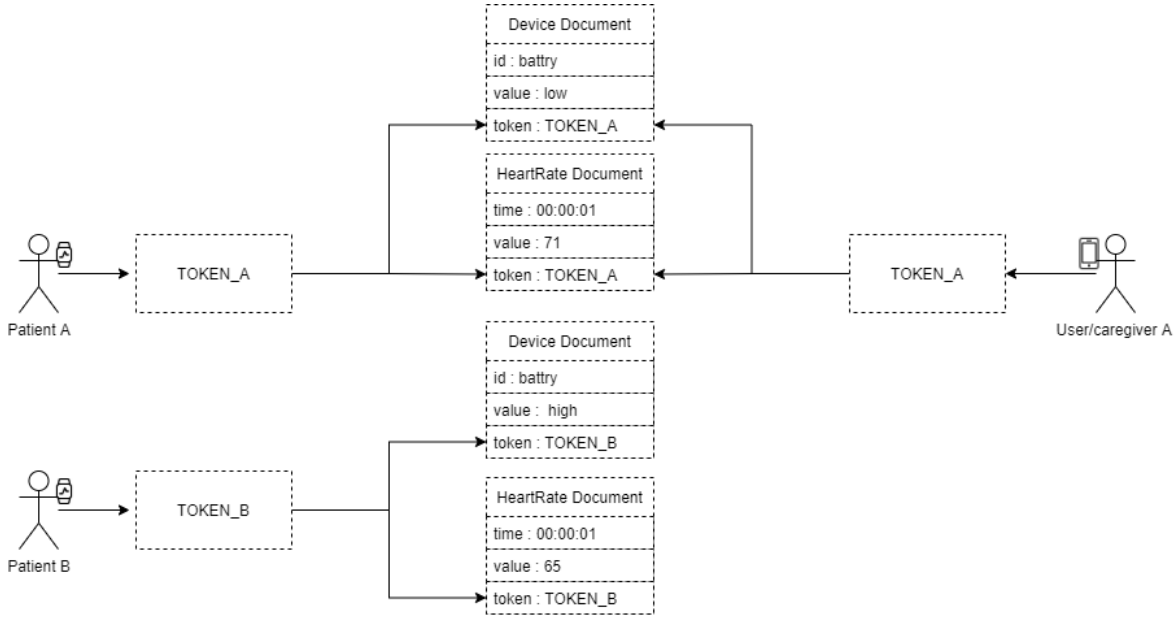 Device Document
id : battry
value : low
token : TOKEN_A
HeartRate Document
time : 00:00:01
value : 71
token : TOKEN_A
TOKEN_A
TOKEN_A
Patient A
User/caregiver A
Device Document
id : battry
value :  high
token : TOKEN_B
HeartRate Document
time : 00:00:01
value : 65
token : TOKEN_B
TOKEN_B
Patient B